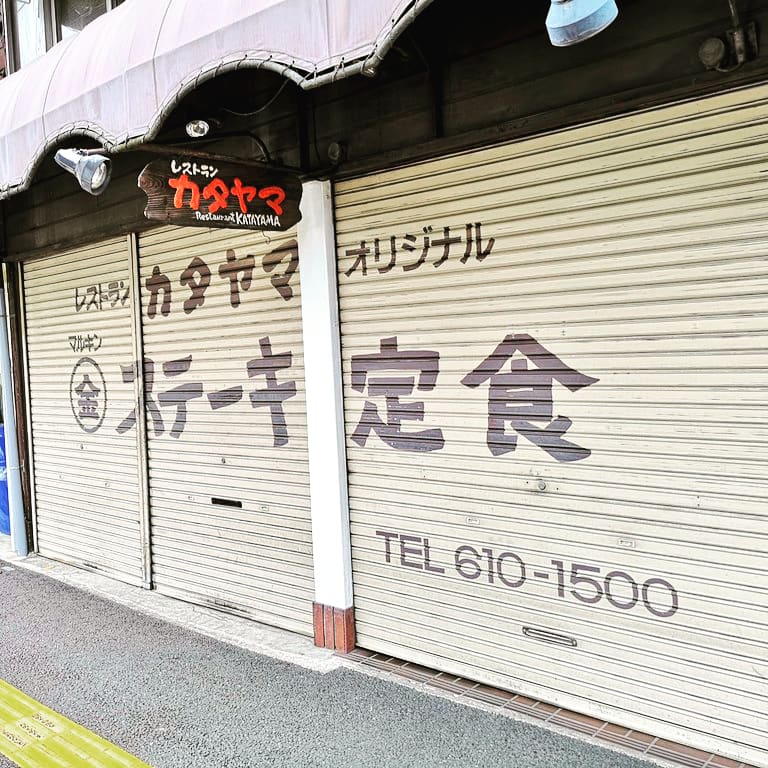 レストラン
カタヤマ
Restaurant KATAYAMA
レストラン カタヤマ オリジナル
マルキン
金 ステーキ定食
TEL 610-1500